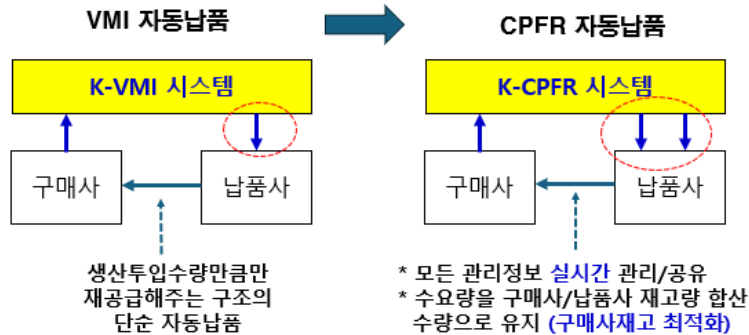 VMI 자동납품
CPFR 자동납품
K-VMI 시스템
K-CPFR 시스템
구매사
납품사
구매사
납품사
생산투입수량만큼만
재공급해주는 구조의
단순 자동납품
* 모든 관리정보 실시간 관리/공유
* 수요량을 구매사/납품사 재고량 합산
수량으로 유지 (구매사재고 최적화)